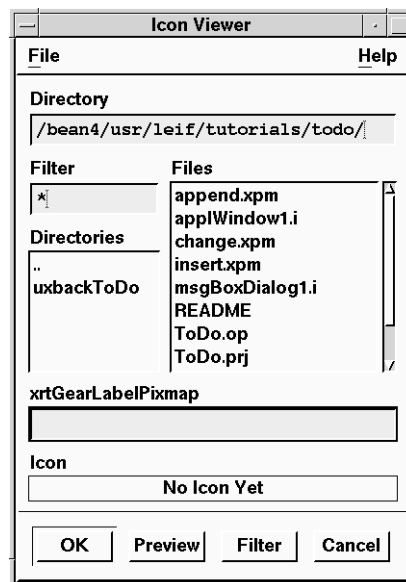 Icon Viewer
File Help
Directory
/bean4/usr/leif/tutorials/todo/
Filter
*
Directories
..
uxbackToDo
Files
append.xpm
applWindow1.i
change.xpm
insert.xpm
msgBoxDialog1.i
README
ToDo.op
ToDo.prj
xrtGearLabelPixmap
Icon
No Icon Yet
OK Preview Filter Cancel